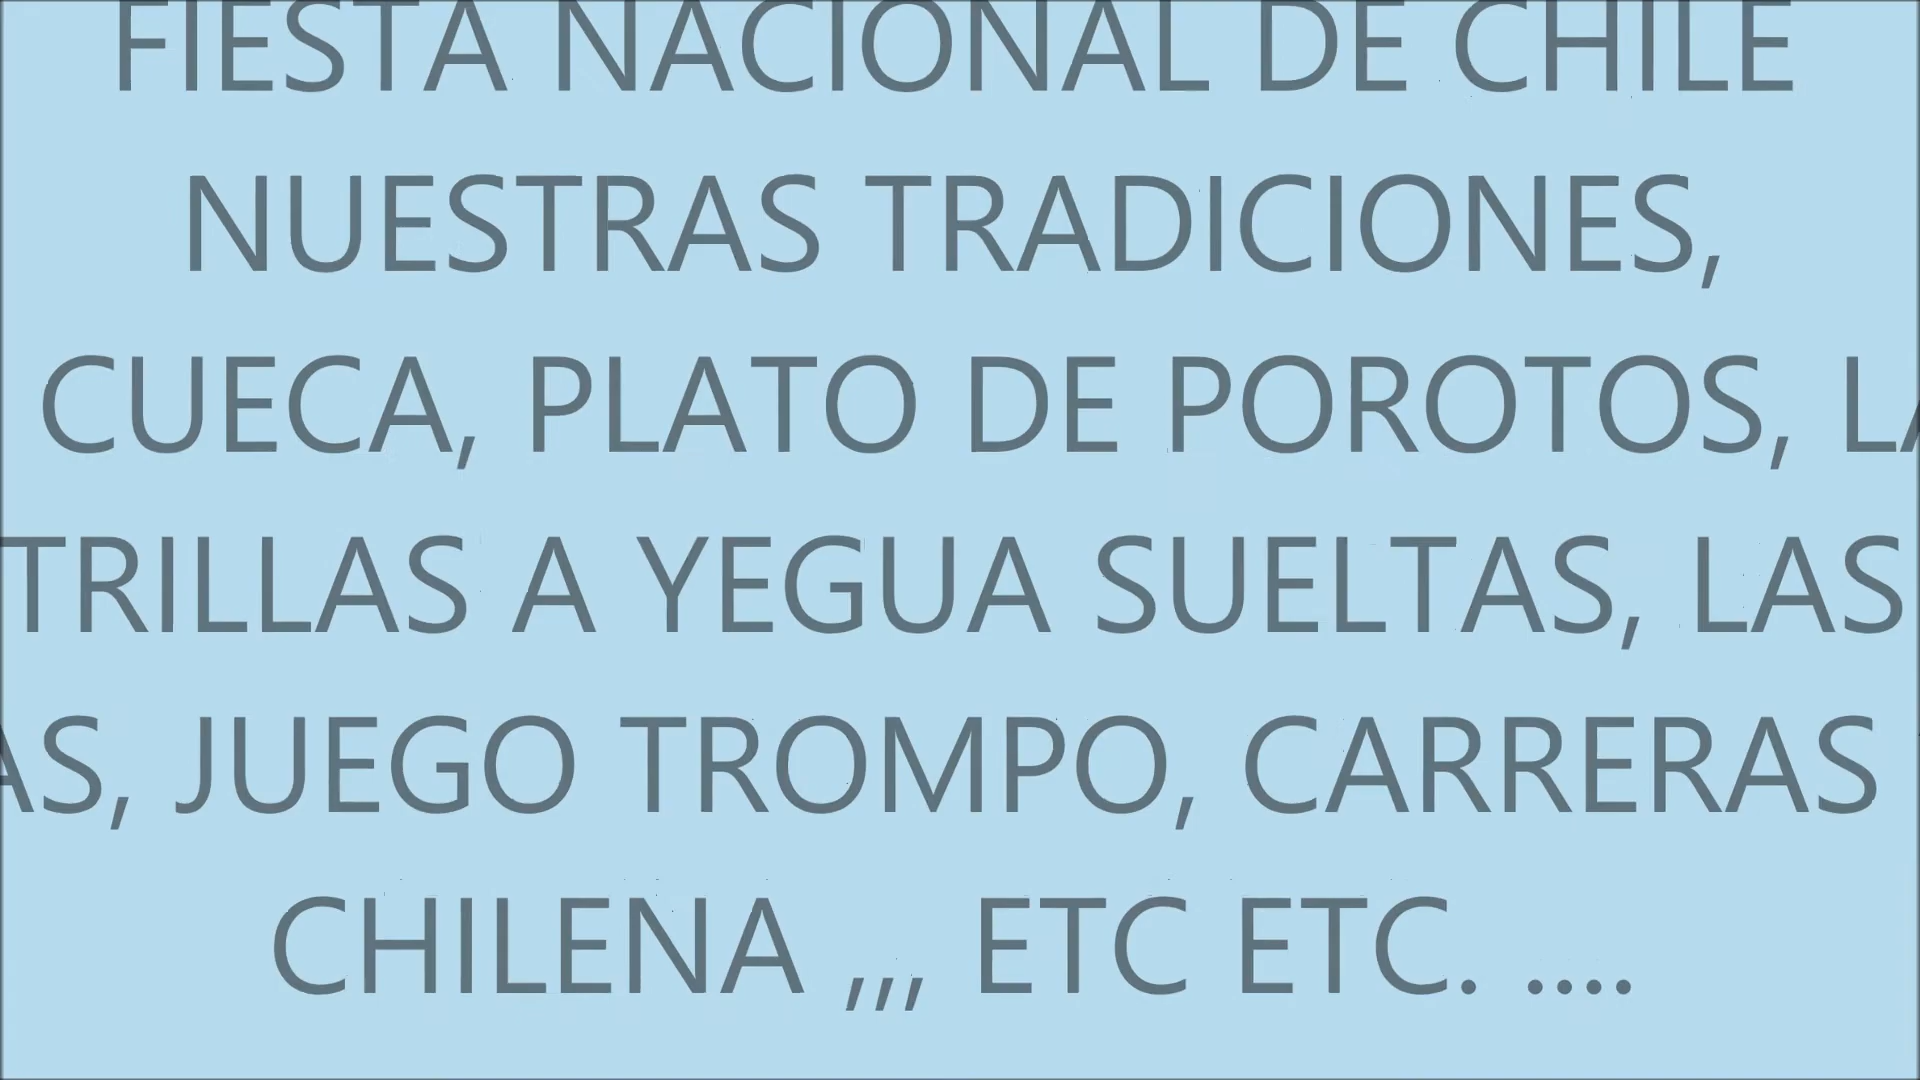 FIESTA NACIONAL DE CHILE
NUESTRAS TRADICIONES,
CUECA, PLATO DE POROTOS,
TRILLAS A YEGUA SUELTAS, LAS
JUEGO TROMPO, CARRERAS
CHILENA ,,, ETC ETC. ....